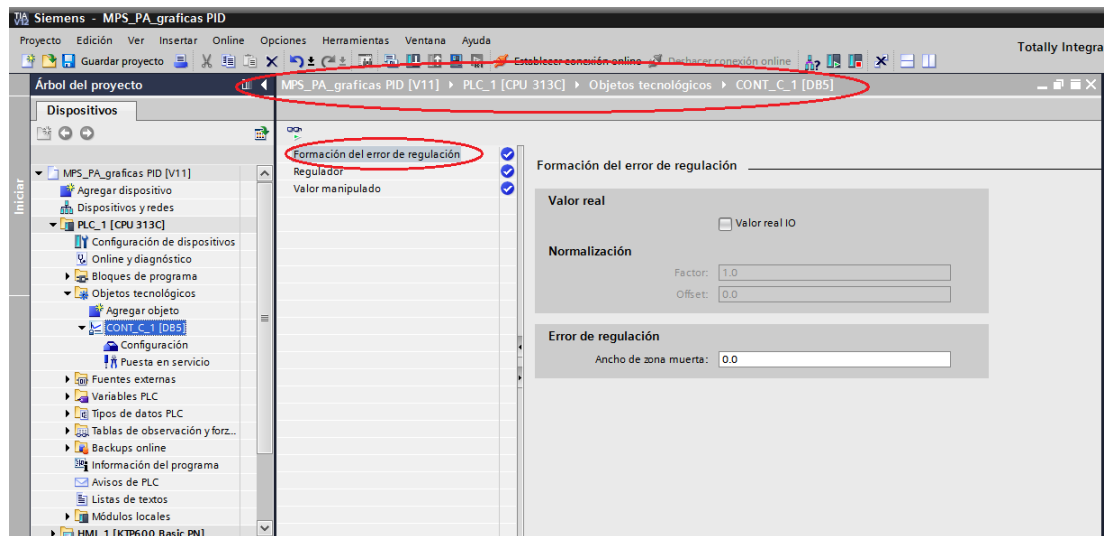 Siemens - MPS_PA_graficas PID
Proyecto Edición Ver Insertar Online Opciones Herramientas Ventana Ayuda
Totally Integra
Guardar proyecto Establecer conexión online Deshacer conexión online
Árbol del proyecto
MPS_PA_graficas PID [V11] PLC_1 [CPU 313C] Objetos tecnológicos CONT_C_1 [DB5]
Dispositivos
Iniciar
MPS_PA_graficas PID [V11]
Agregar dispositivo
Dispositivos y redes
PLC_1 [CPU 313C]
Configuración de dispositivos
Online y diagnóstico
Bloques de programa
Objetos tecnológicos
Agregar objeto
CONT_C_1 [DB5]
Configuración
Puesta en servicio
Fuentes externas
Variables PLC
Tipos de datos PLC
Tablas de observación y forz...
Backups online
Información del programa
Avisos de PLC
Listas de textos
Módulos locales
HMI_1 [KTP600 Basic PN]
Formación del error de regulación
Regulador
Valor manipulado
Formación del error de regulación
Valor real
Valor real IO
Normalización
Factor: 1.0
Offset: 0.0
Error de regulación
Ancho de zona muerta: 0.0